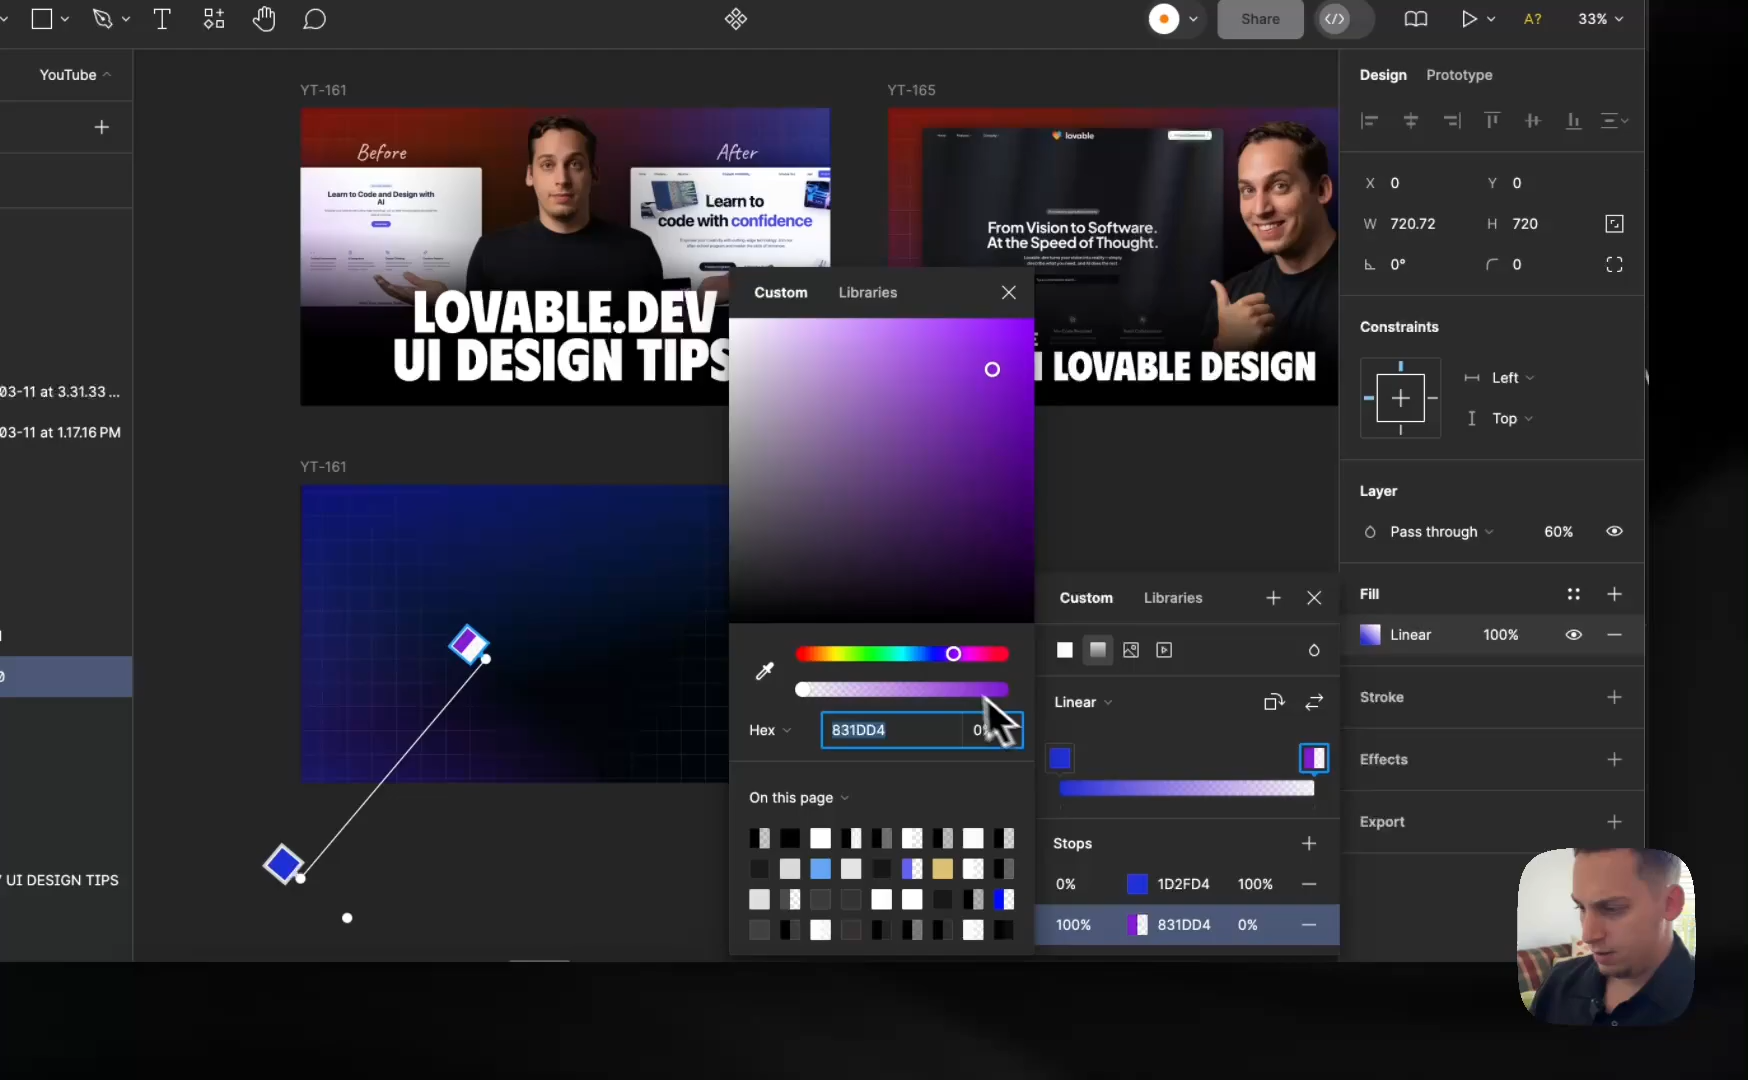 Share
A?
33%
YouTube
Design
Prototype
YT-161
YT-165
Before
After
Learn to Code and Design with
AI
Learn to
code with confidence
LOVABLE.DEV
UI DESIGN TIPS
lovable
From Vision to Software.
At the Speed of Thought.
LOVABLE DESIGN
X 0
Y 0
W 720.72
H 720
0°
0
Constraints
Left
Top
Custom
Libraries
03-11 at 3.31.33 ...
03-11 at 1.17.16 PM
YT-161
Layer
Pass through
60%
Custom
Libraries
Fill
Linear
100%
Linear
Stroke
Hex
831DD4
0%
Effects
On this page
Export
Stops
0%
1D2FD4
100%
100%
831DD4
0%
UI DESIGN TIPS